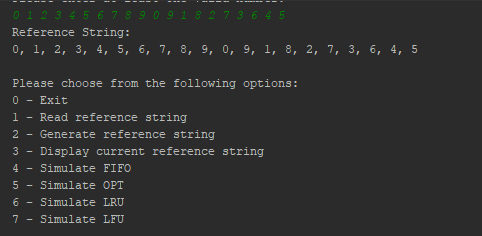 0 1 2 3 4 5 6 7 8 9 0 9 1 8 2 7 3 6 4 5
Reference String:
0, 1, 2, 3, 4, 5, 6, 7, 8, 9, 0, 9, 1, 8, 2, 7, 3, 6, 4, 5
Please choose from the following options:
0 - Exit
1 - Read reference string
2 - Generate reference string
3 - Display current reference string
4 - Simulate FIFO
5 - Simulate OPT
6 - Simulate LRU
7 - Simulate LFU